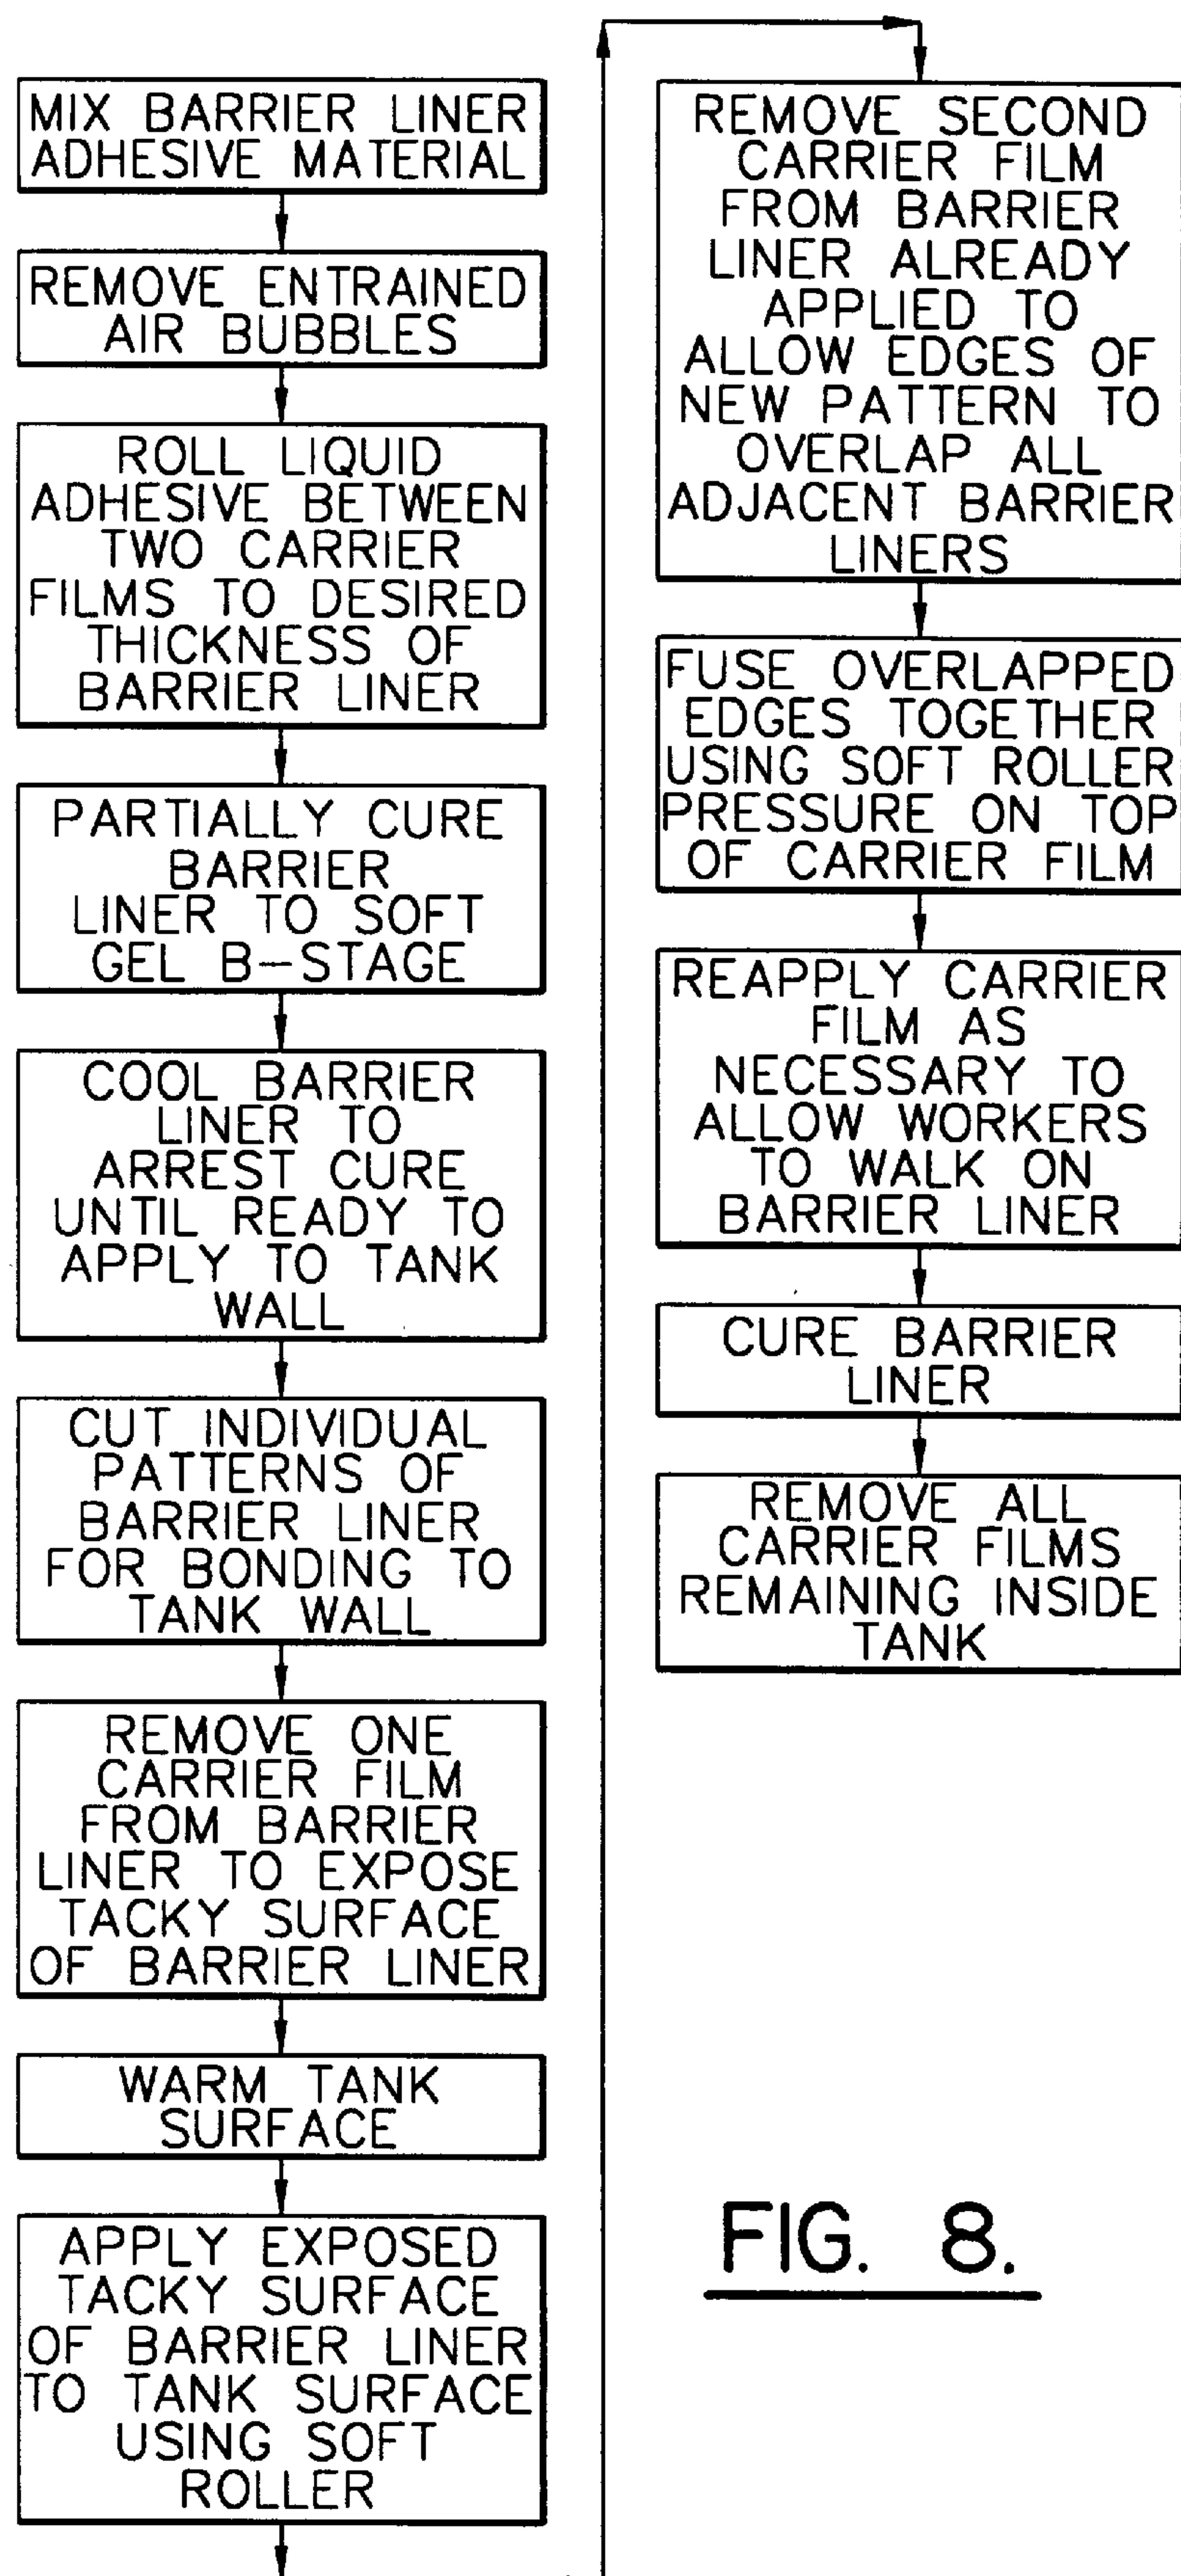 MIX BARRIER LINER
ADHESIVE MATERIAL
REMOVE ENTRAINED
AIR BUBBLES
ROLL LIQUID
ADHESIVE BETWEEN
TWO CARRIER
FILMS TO DESIRED
THICKNESS OF
BARRIER LINER
PARTIALLY CURE
BARRIER
LINER TO SOFT
GEL B-STAGE
COOL BARRIER
LINER TO
ARREST CURE
UNTIL READY TO
APPLY TO TANK
WALL
CUT INDIVIDUAL
PATTERNS OF
BARRIER LINER
FOR BONDING TO
TANK WALL
REMOVE ONE
CARRIER FILM
FROM BARRIER
LINER TO EXPOSE
TACKY SURFACE
OF BARRIER LINER
WARM TANK
SURFACE
APPLY EXPOSED
TACKY SURFACE
OF BARRIER LINER
TO TANK SURFACE
USING SOFT
ROLLER
REMOVE SECOND
CARRIER FILM
FROM BARRIER
LINER ALREADY
APPLIED TO
ALLOW EDGES OF
NEW PATTERN TO
OVERLAP ALL
ADJACENT BARRIER
LINERS
FUSE OVERLAPPED
EDGES TOGETHER
USING SOFT ROLLER
PRESSURE ON TOP
OF CARRIER FILM
REAPPLY CARRIER
FILM AS
NECESSARY TO
ALLOW WORKERS
TO WALK ON
BARRIER LINER
CURE BARRIER
LINER
REMOVE ALL
CARRIER FILMS
REMAINING INSIDE
TANK
FIG. 8.